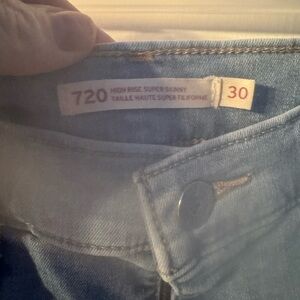 720 HIGH RISE SUPER SKINNY
TAILLE HAUTE SUPER FILIFORME
30